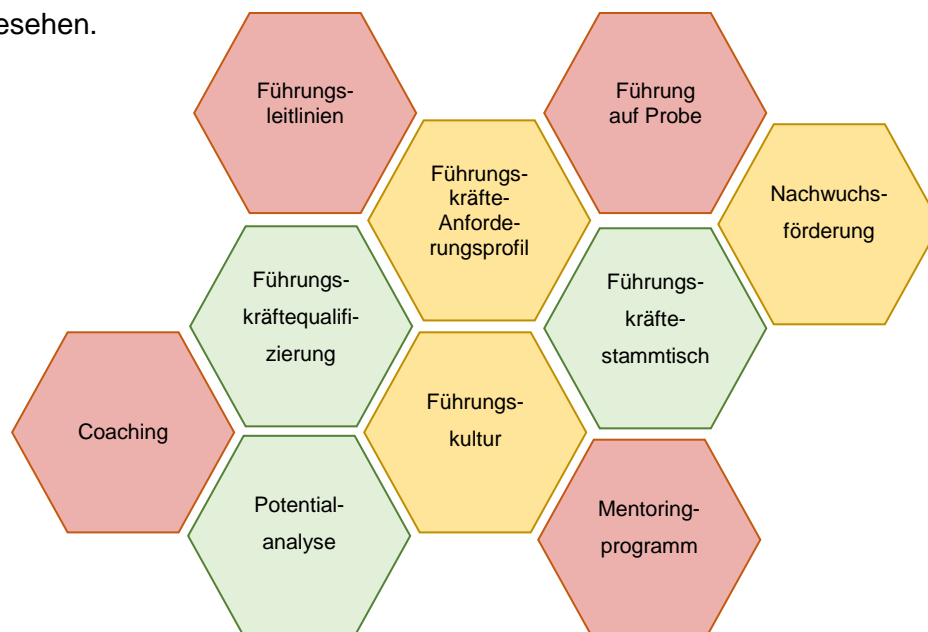 esehen.
Führungs-
leitlinien
Führung
auf Probe
Führungs-
kräfte-
Anforde-
rungsprofil
Nachwuchs-
förderung
Führungs-
kräftequalifi-
zierung
Führungs-
kräfte-
stammtisch
Coaching
Führungs-
kultur
Potential-
analyse
Mentoring-
programm